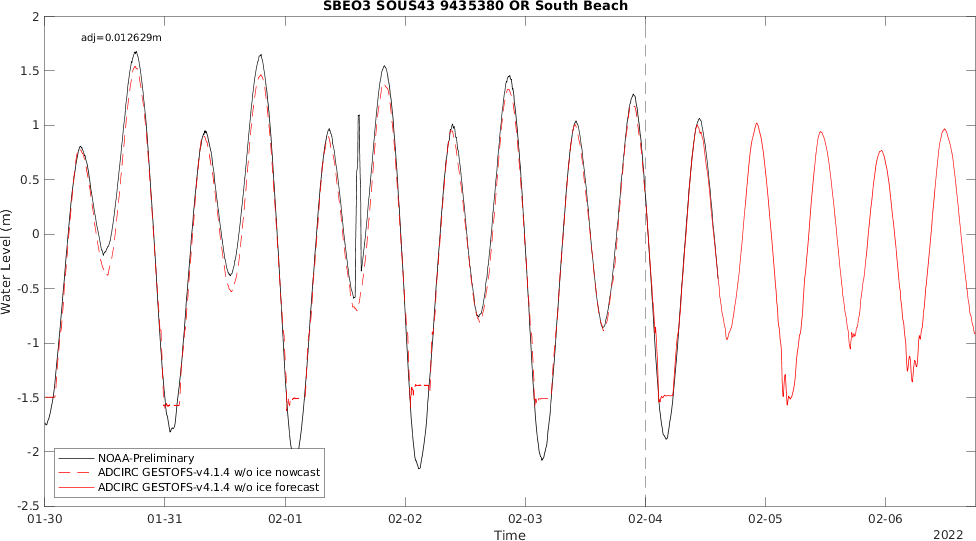 SBEO3 SOUS43 9435380 OR South Beach
adj=0.012629m
2
1.5
1
0.5
0
-0.5
-1
-1.5
-2
-2.5
Water Level (m)
NOAA-Preliminary
ADCIRC GESTOFS-v4.1.4 w/o ice nowcast
ADCIRC GESTOFS-v4.1.4 w/o ice forecast
01-30 01-31 02-01 02-02 02-03 02-04 02-05 02-06
Time
2022